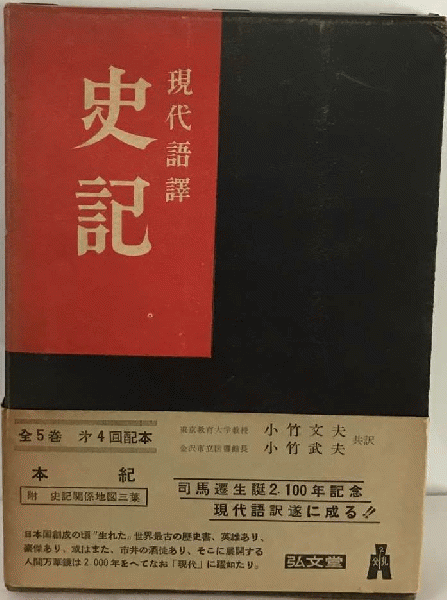 現代語譯
史記
全5巻 才4回配本
本紀
附 史記関係地図三葉
東京教育大学教授 小竹文夫
金沢市立図書館長 小竹武夫
共訳
司馬遷生誕2.100年記念
現代語訳遂に成る!!
日本国創成の頃"生れた"世界最古の歴史書、英雄あり、
豪傑あり、或はまた、市井の酒徒あり、そこに展開する
人間万華鏡は2.000年をへてなお「現代」に躍如たり。
弘文堂